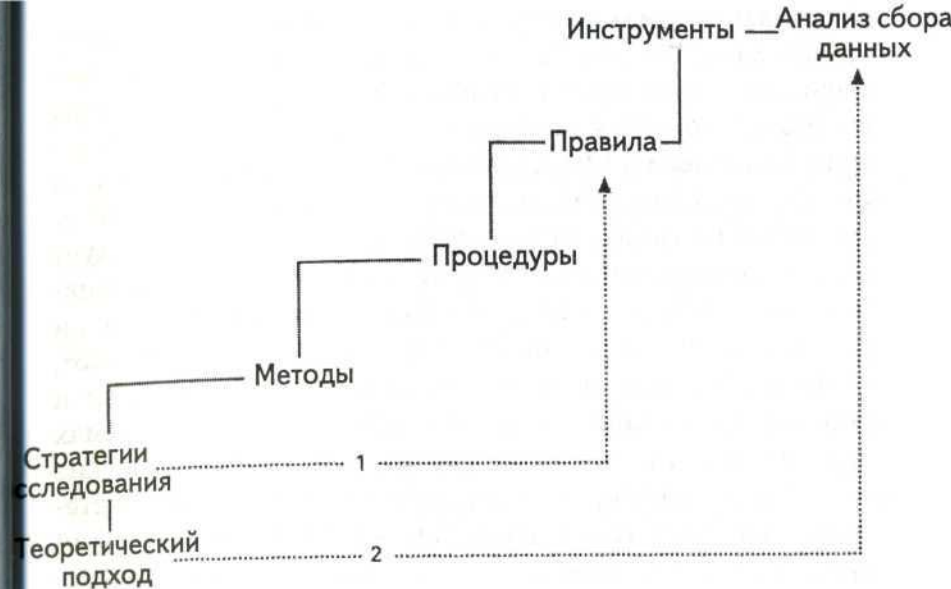 Инструменты — Анализ сбора
данных
Правила
Процедуры
Методы
Стратегии
сследования
1
Теоретический
подход
2